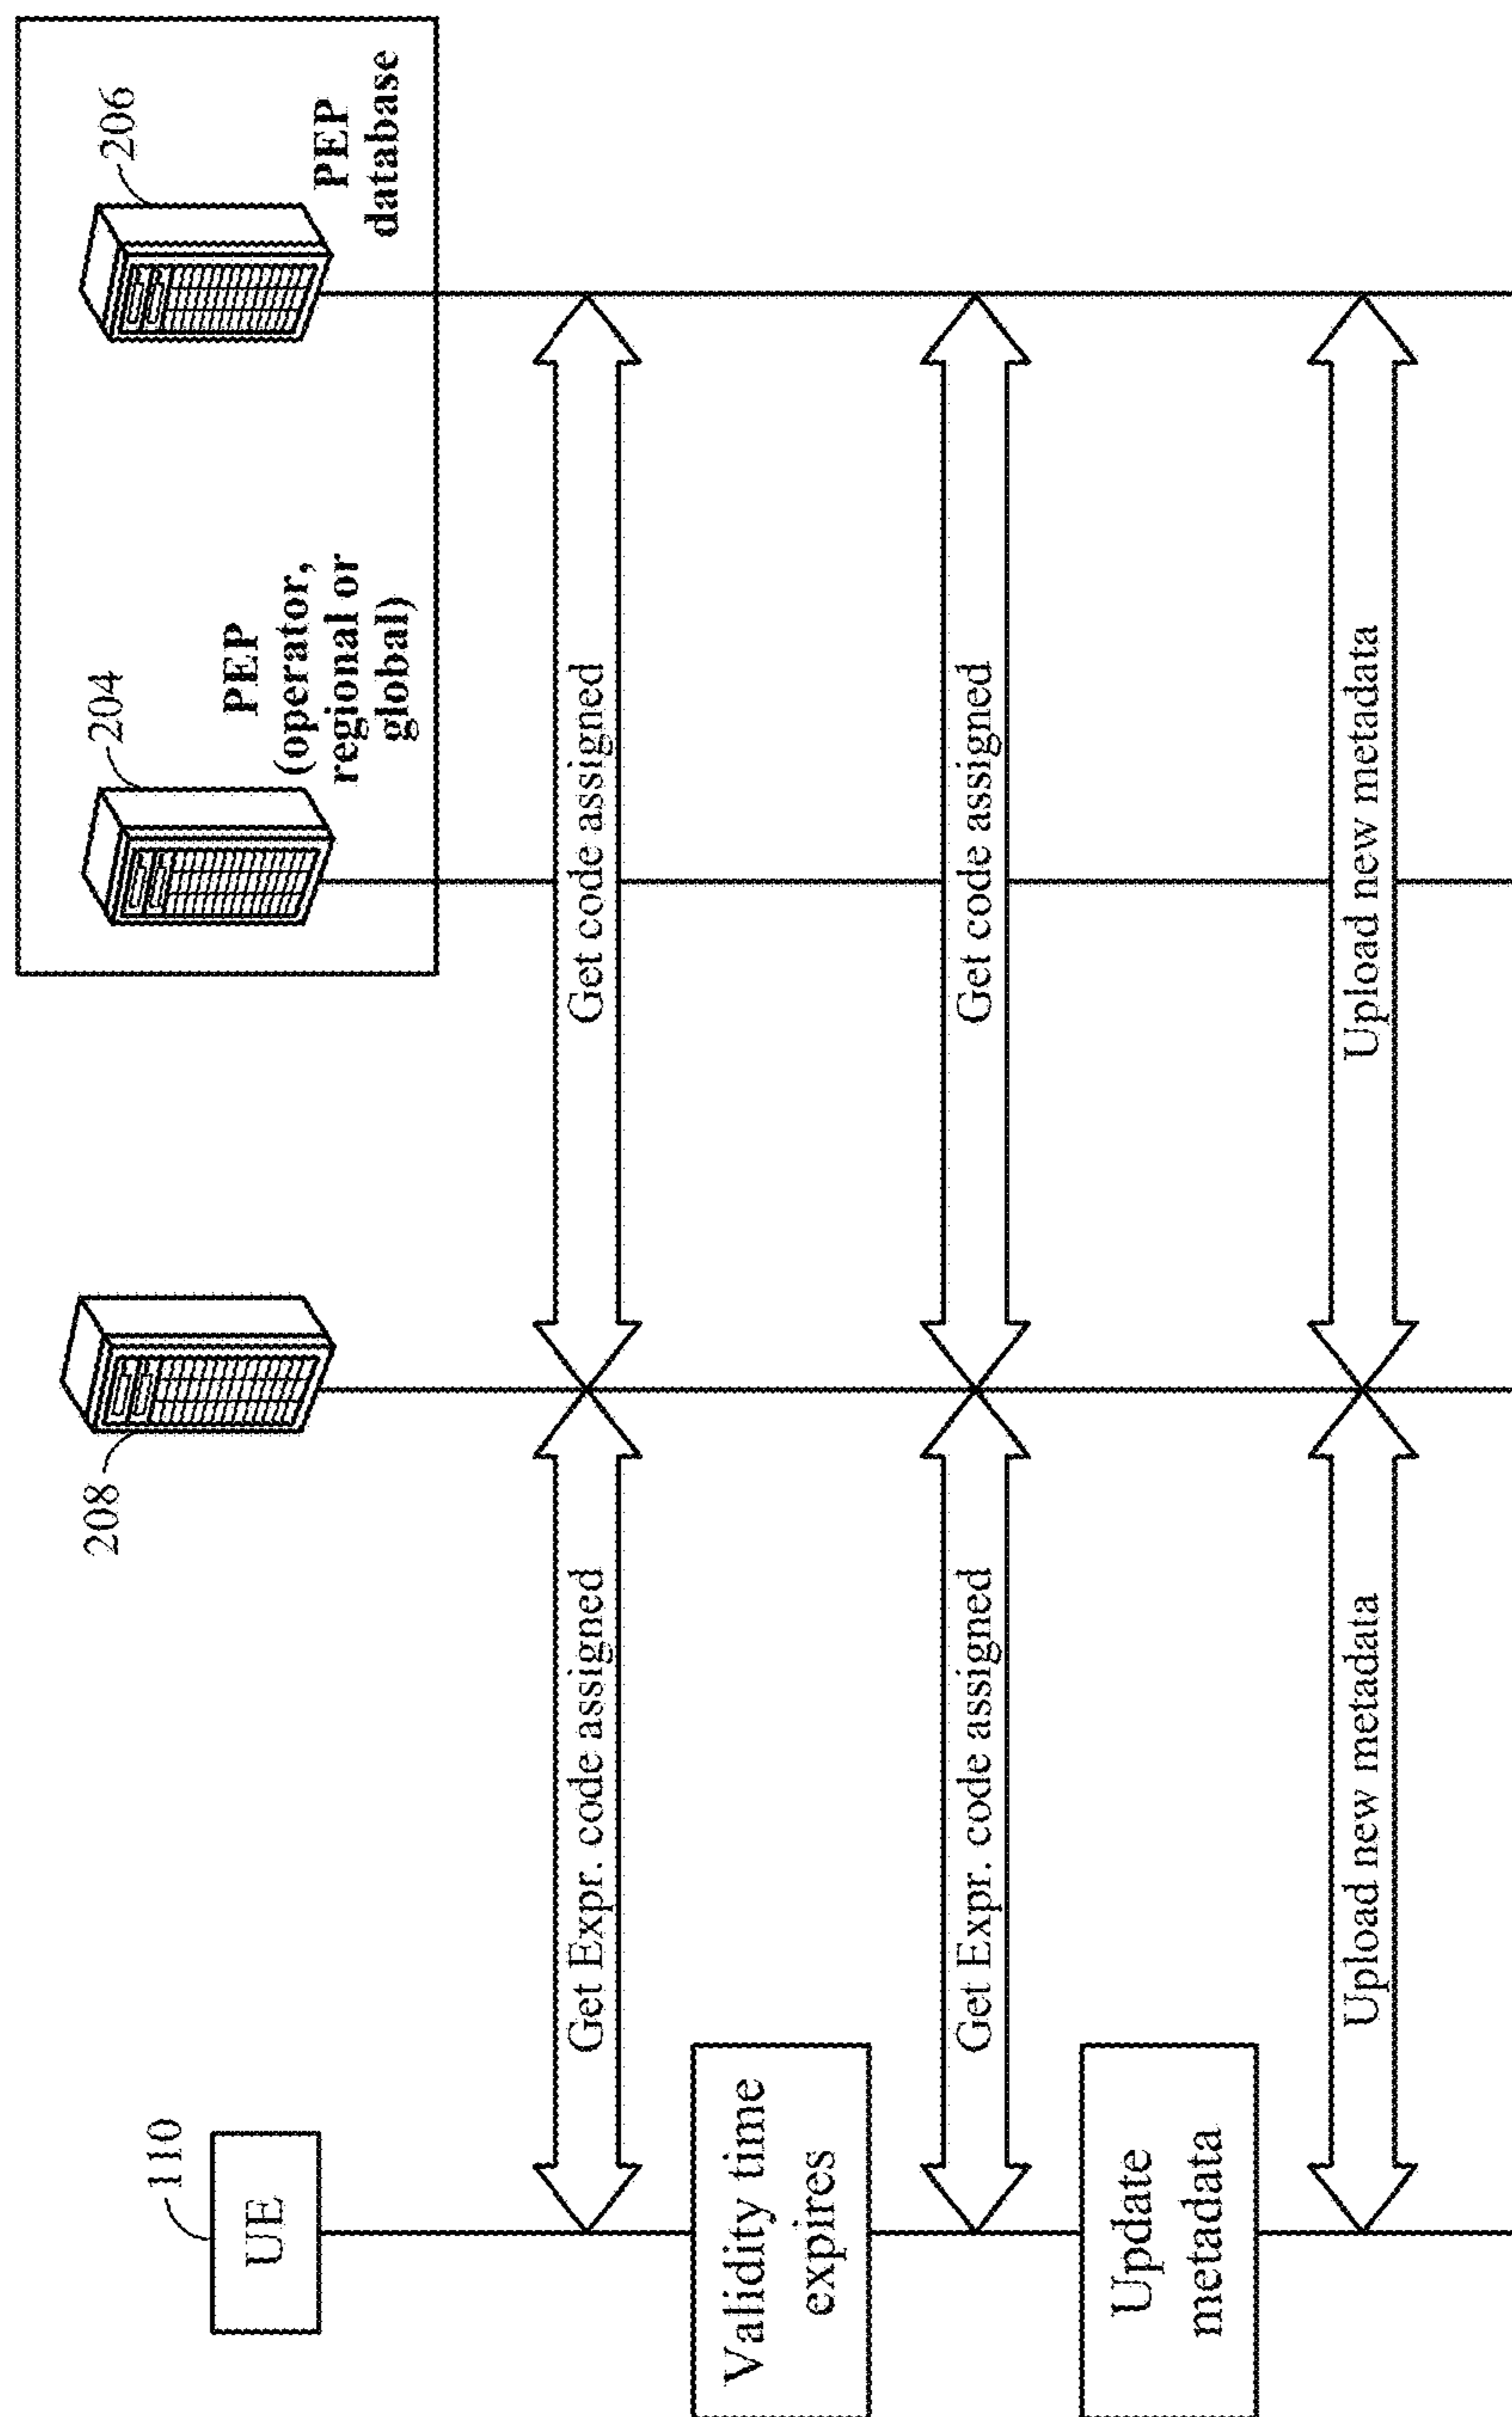 110
UE
208
204
PEP
(operator,
regional or
global)
206
PEP
database
Get Expr. code assigned
Get code assigned
Validity time
expires
Get Expr. code assigned
Get code assigned
Update
metadata
Upload new metadata
Upload new metadata